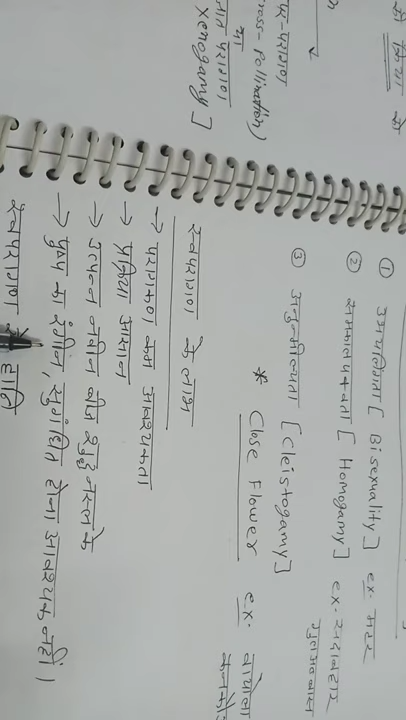 पर-परागण
cross-Pollination)
या
परागण
Xenogamy]
① उभयलिंगता [Bisexuality] ex- मटर
② समकालपक्वता [Homogamy] ex- सदाबहार
गुलअब्बास
③ अनुन्मील्यता [Cleistogamy]
* Close Flower ex-
स्वपरागण के लाभ
→ परागकण कम आवश्यकता
→ प्रक्रिया आसान
→ उत्पन्न नवीन बीज शुद्ध नस्ल के
→ पुष्प का रंगीन, सुगंधित होना आवश्यक नहीं।
स्वपरागण हानि